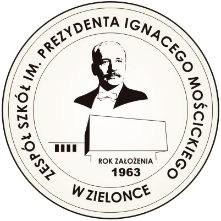 ZESPÓŁ SZKÓŁ IM. PREZYDENTA IGNACEGO MOŚCICKIEGO
W ZIELONCE
ROK ZAŁOŻENIA
1963